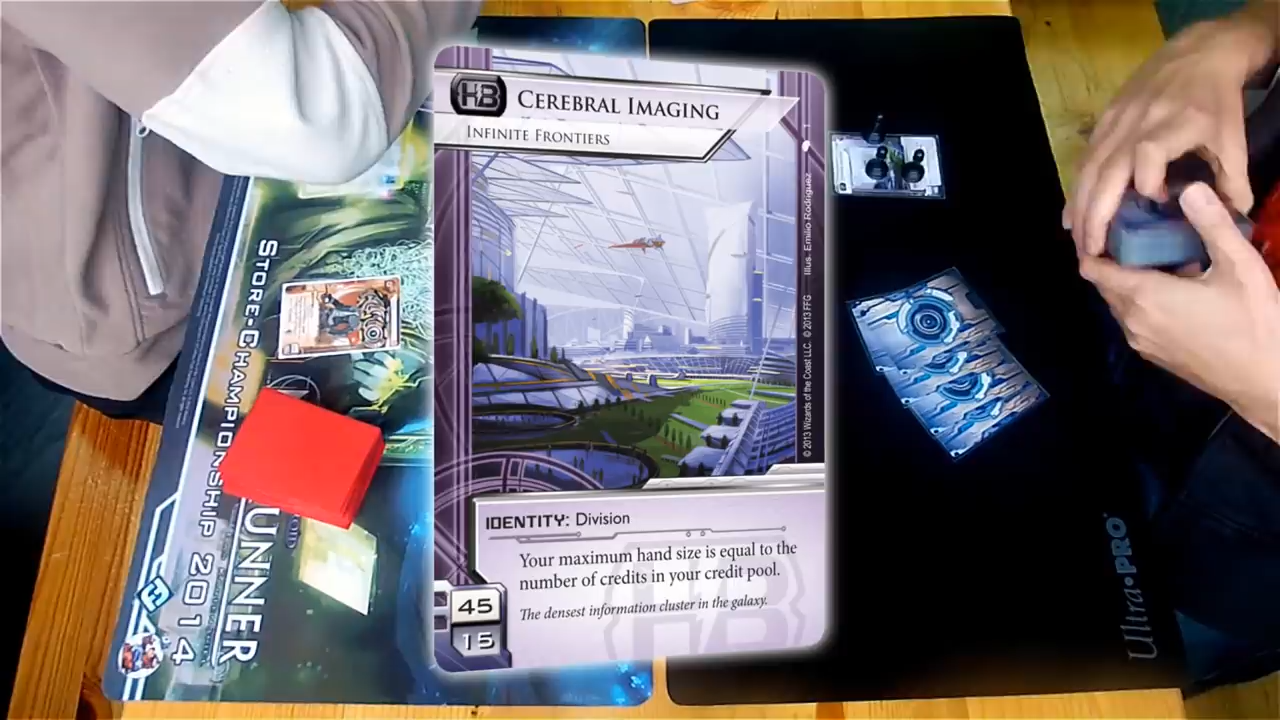 HB
CEREBRAL IMAGING
INFINITE FRONTIERS
Illus. Emilio Rodriguez
© 2013 Wizards of the Coast LLC. © 2013 FFG
IDENTITY: Division
Your maximum hand size is equal to the
number of credits in your credit pool.
The densest information cluster in the galaxy.
45
15
STORE CHAMPIONSHIP 2014
UNNER
Ultra•PRO